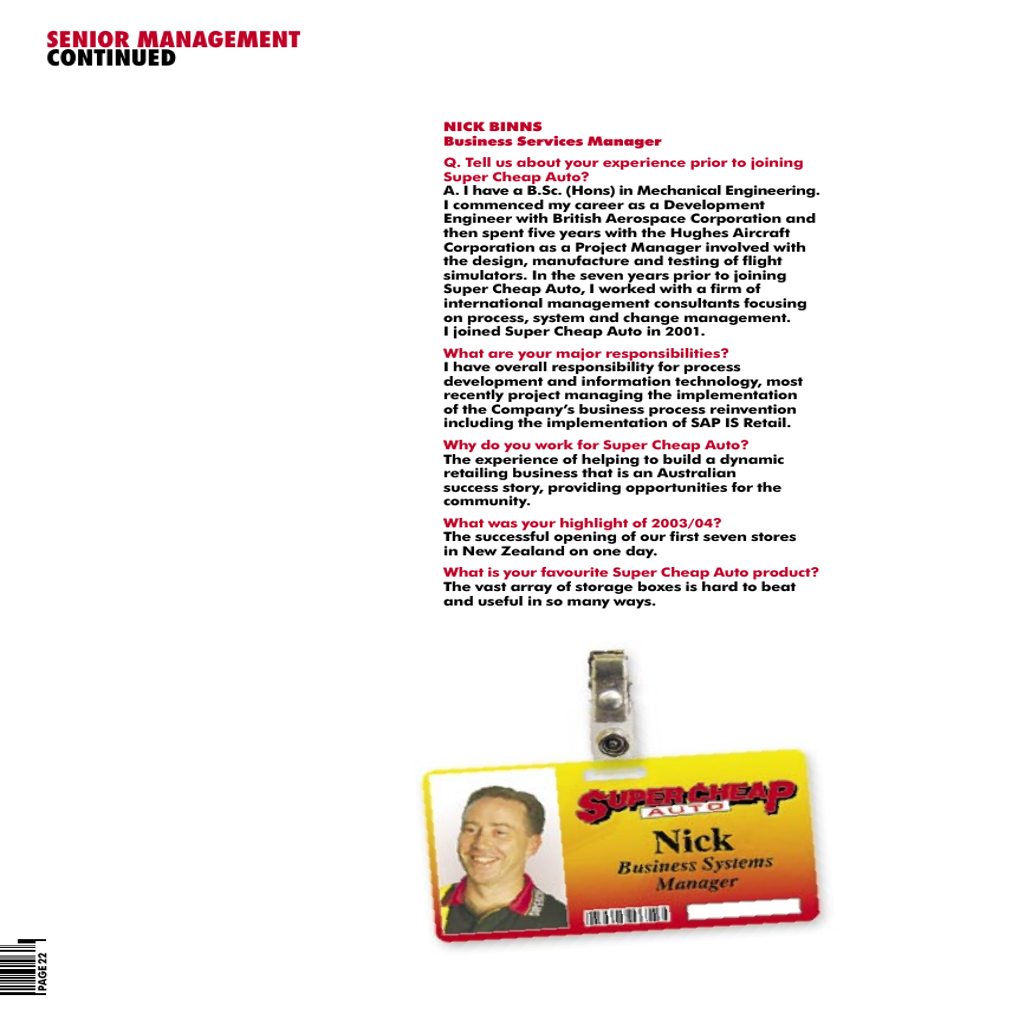 SENIOR MANAGEMENT
CONTINUED
NICK BINNS
Business Services Manager
Q. Tell us about your experience prior to joining
Super Cheap Auto?
A. I have a B.Sc. (Hons) in Mechanical Engineering.
I commenced my career as a Development
Engineer with British Aerospace Corporation and
then spent five years with the Hughes Aircraft
Corporation as a Project Manager involved with
the design, manufacture and testing of flight
simulators. In the seven years prior to joining
Super Cheap Auto, I worked with a firm of
international management consultants focusing
on process, system and change management.
I joined Super Cheap Auto in 2001.
What are your major responsibilities?
I have overall responsibility for process
development and information technology, most
recently project managing the implementation
of the Company's business process reinvention
including the implementation of SAP IS Retail.
Why do you work for Super Cheap Auto?
The experience of helping to build a dynamic
retailing business that is an Australian
success story, providing opportunities for the
community.
What was your highlight of 2003/04?
The successful opening of our first seven stores
in New Zealand on one day.
What is your favourite Super Cheap Auto product?
The vast array of storage boxes is hard to beat
and useful in so many ways.
SUPER CHEAP
AUTO
Nick
Business Systems
Manager
PAGE 22